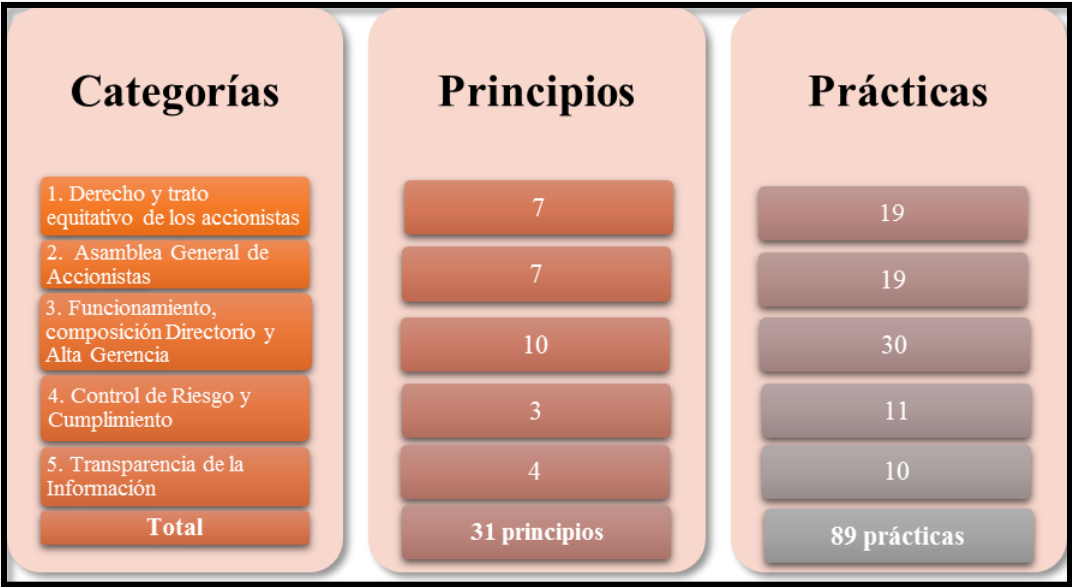 Categorías
1. Derecho y trato
equitativo de los accionistas
2. Asamblea General de
Accionistas
3. Funcionamiento,
composición Directorio y
Alta Gerencia
4. Control de Riesgo y
Cumplimiento
5. Transparencia de la
Información
Total
Principios
7
7
10
3
4
31 principios
Prácticas
19
19
30
11
10
89 prácticas